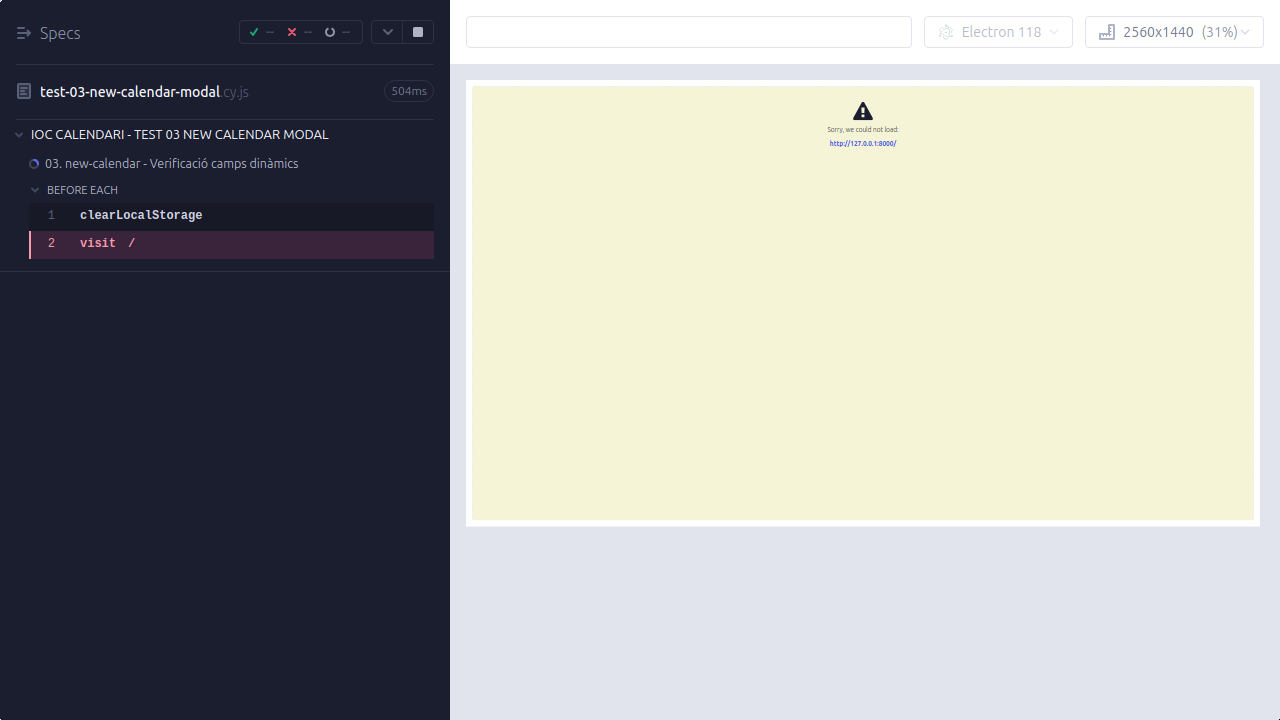 Specs
-- -- --
test-03-new-calendar-modal.cy.js
504ms
IOC CALENDARI - TEST 03 NEW CALENDAR MODAL
03. new-calendar - Verificació camps dinàmics
BEFORE EACH
1 clearLocalStorage
2 visit /
Electron 118
2560x1440 (31%)
Sorry, we could not load:
http://127.0.0.1:8000/